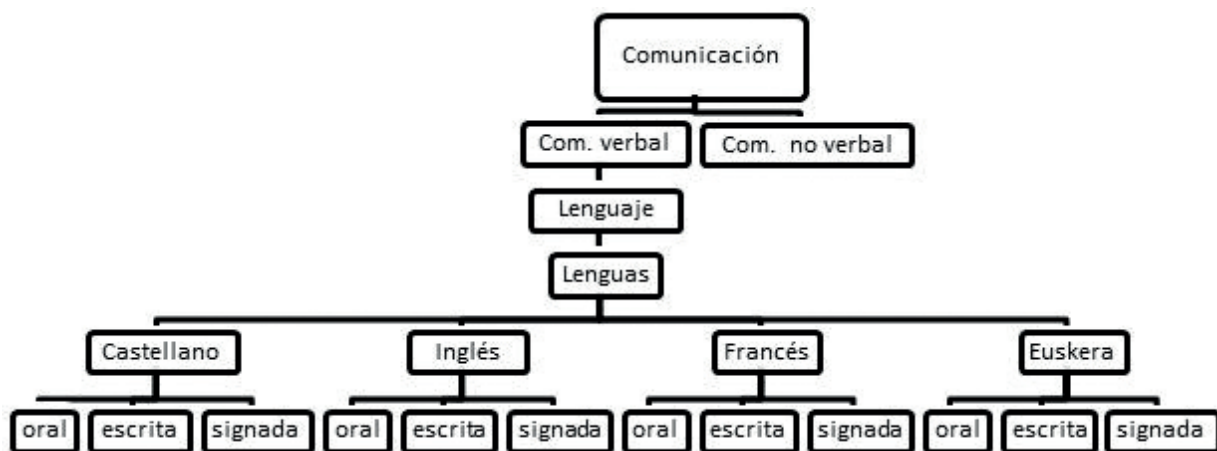 Comunicación
Com. verbal
Com. no verbal
Lenguaje
Lenguas
Castellano
Inglés
Francés
Euskera
oral
escrita
signada
oral
escrita
signada
oral
escrita
signada
oral
escrita
signada